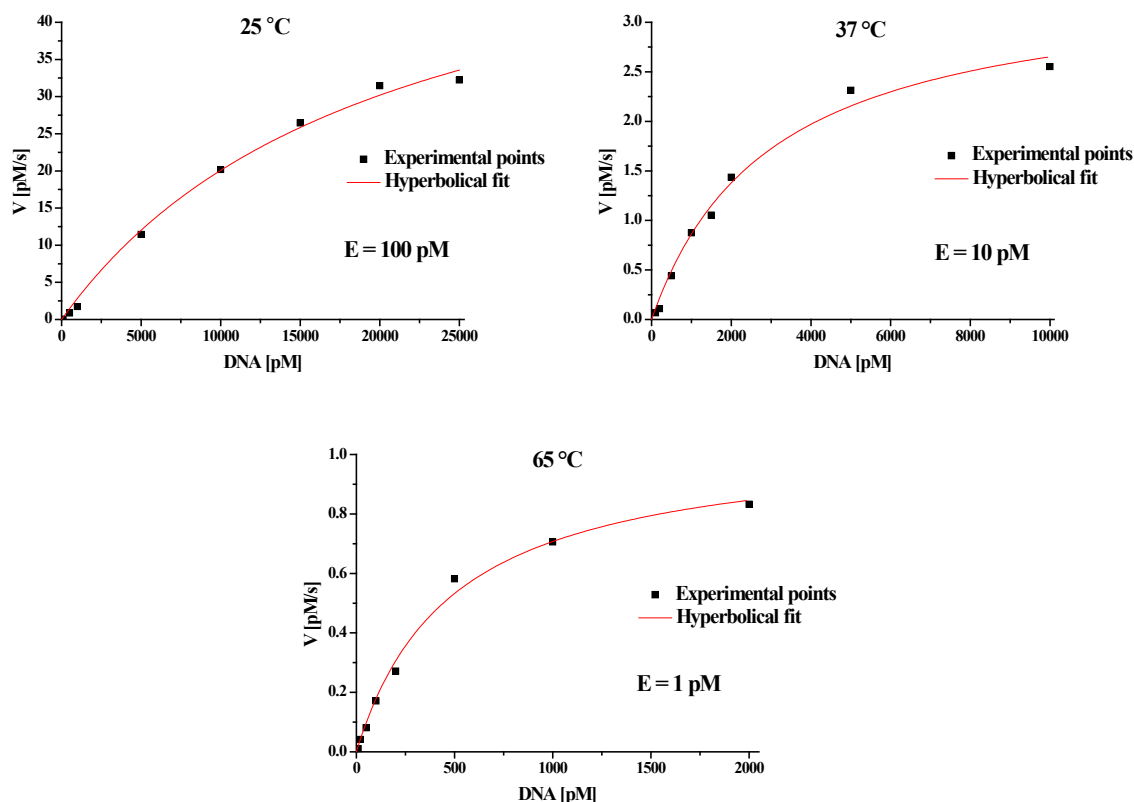 25 °C
40
35
30
25
20
15
10
5
0
V [pM/s]
Experimental points
Hyperbolical fit
E = 100 pM
0 5000 10000 15000 20000 25000
DNA [pM]
37 °C
3.0
2.5
2.0
1.5
1.0
0.5
0.0
V [pM/s]
Experimental points
Hyperbolical fit
E = 10 pM
0 2000 4000 6000 8000 10000
DNA [pM]
65 °C
1.0
0.8
0.6
0.4
0.2
0.0
V [pM/s]
Experimental points
Hyperbolical fit
E = 1 pM
0 500 1000 1500 2000
DNA [pM]